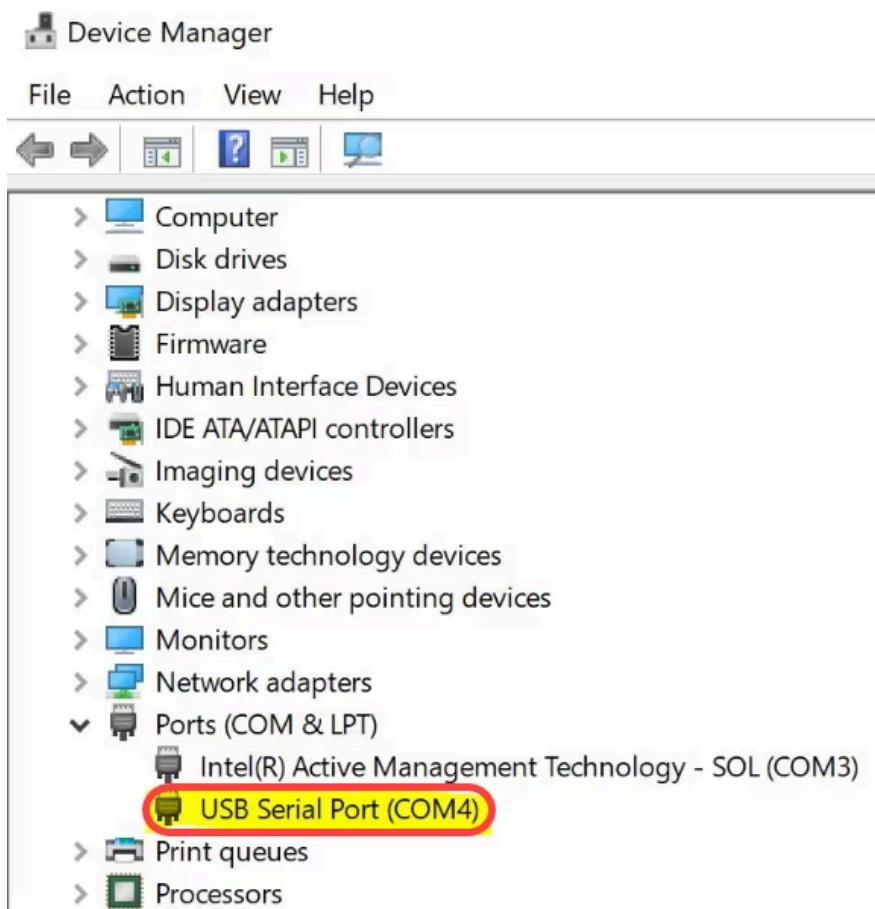 Device Manager
File Action View Help
Computer
Disk drives
Display adapters
Firmware
Human Interface Devices
IDE ATA/ATAPI controllers
Imaging devices
Keyboards
Memory technology devices
Mice and other pointing devices
Monitors
Network adapters
Ports (COM & LPT)
Intel(R) Active Management Technology - SOL (COM3)
USB Serial Port (COM4)
Print queues
Processors